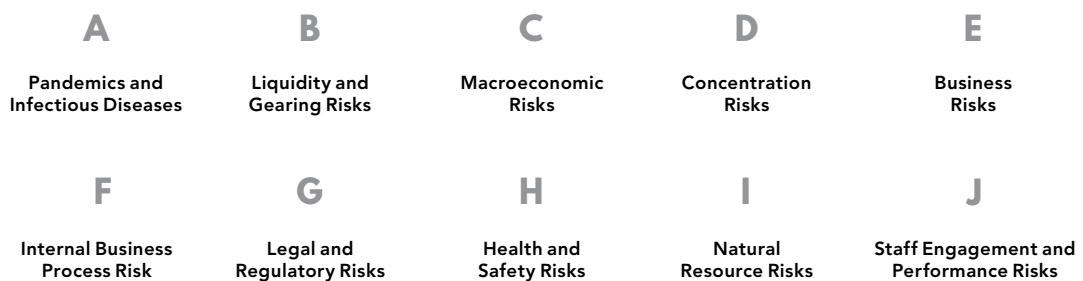 A
B
C
D
E
Pandemics and
Infectious Diseases
Liquidity and
Gearing Risks
Macroeconomic
Risks
Concentration
Risks
Business
Risks
F
G
H
I
J
Internal Business
Process Risk
Legal and
Regulatory Risks
Health and
Safety Risks
Natural
Resource Risks
Staff Engagement and
Performance Risks